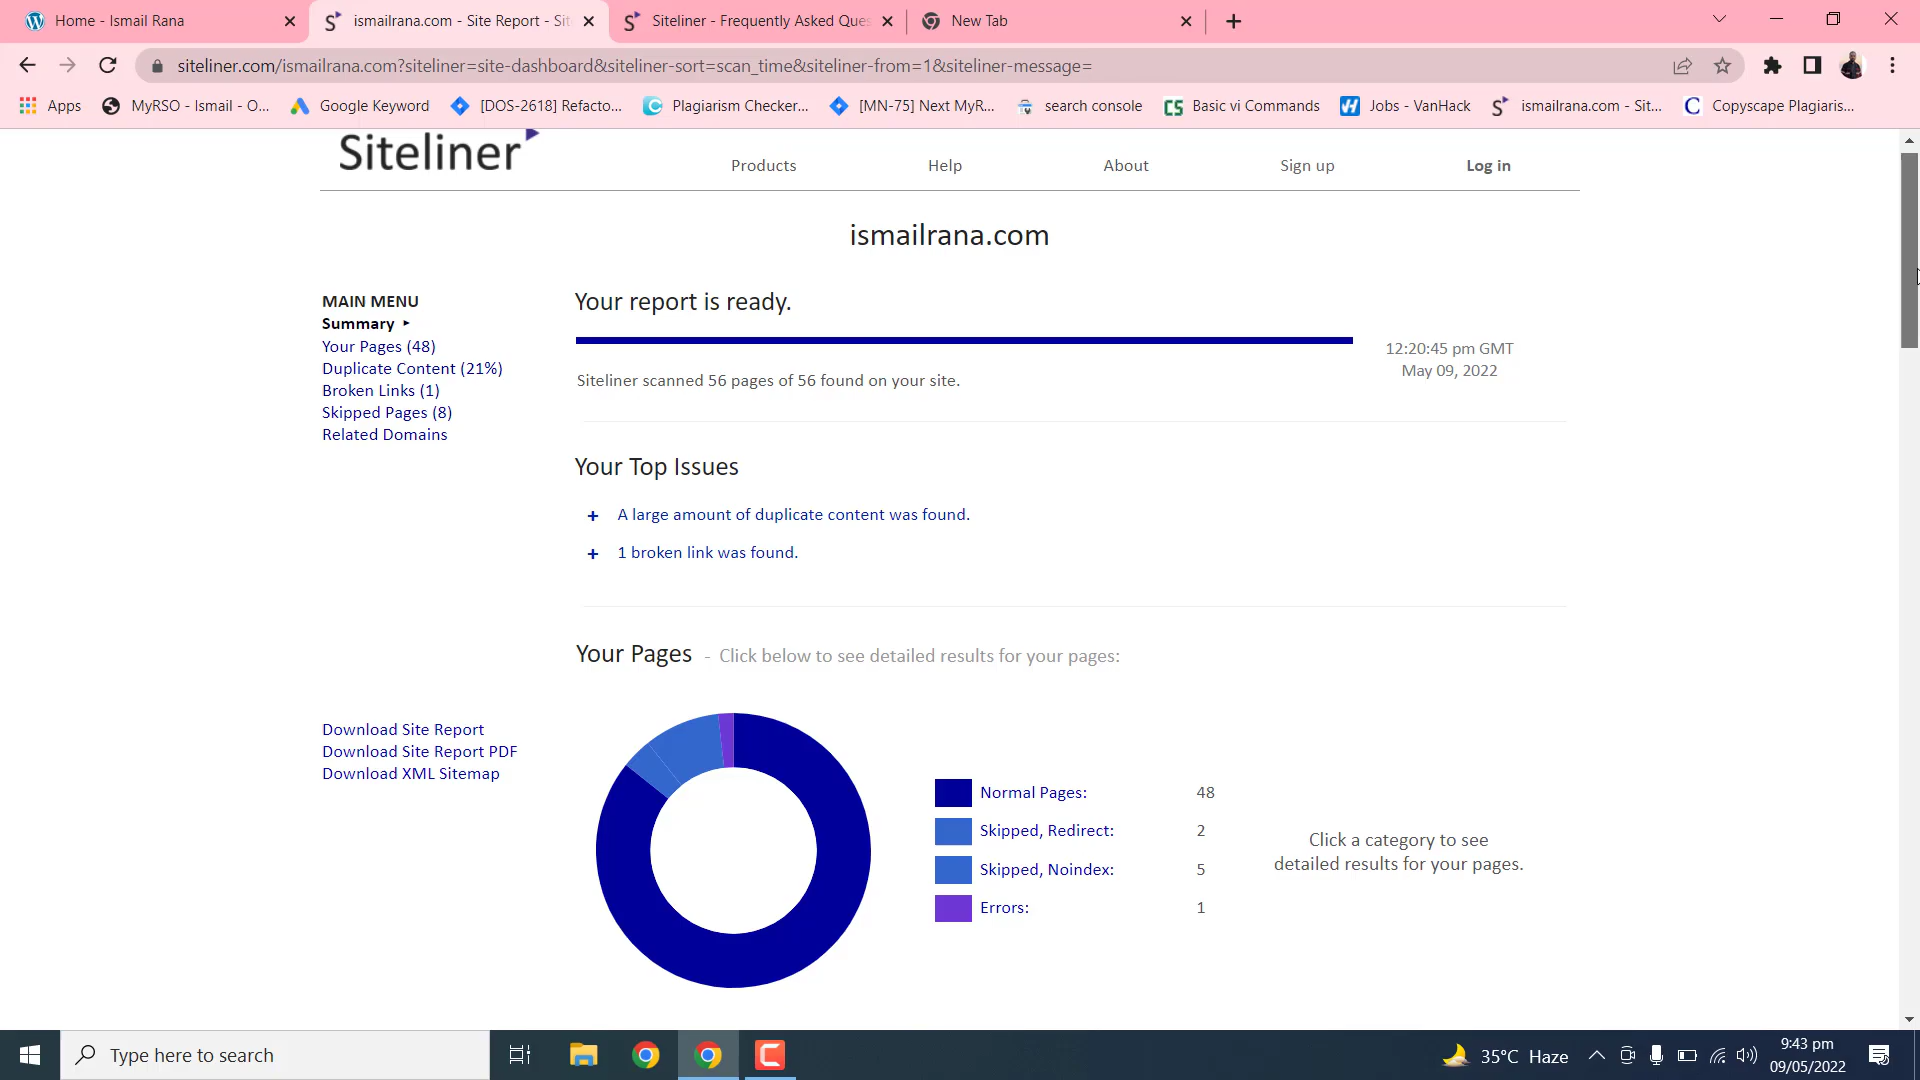 Home - Ismail Rana
ismailrana.com - Site Report - Sit
Siteliner - Frequently Asked Ques
New Tab
siteliner.com/ismailrana.com?siteliner=site-dashboard&siteliner-sort=scan_time&siteliner-from=1&siteliner-message=
Apps
MyRSO - Ismail - O...
Google Keyword
[DOS-2618] Refacto...
Plagiarism Checker...
[MN-75] Next MyR...
search console
Basic vi Commands
Jobs - VanHack
ismailrana.com - Sit...
Copyscape Plagiaris...
Siteliner
Products
Help
About
Sign up
Log in
ismailrana.com
MAIN MENU
Summary
Your Pages (48)
Duplicate Content (21%)
Broken Links (1)
Skipped Pages (8)
Related Domains
Your report is ready.
12:20:45 pm GMT
May 09, 2022
Siteliner scanned 56 pages of 56 found on your site.
Your Top Issues
+ A large amount of duplicate content was found.
+ 1 broken link was found.
Your Pages - Click below to see detailed results for your pages:
Download Site Report
Download Site Report PDF
Download XML Sitemap
Normal Pages: 48
Skipped, Redirect: 2
Skipped, Noindex: 5
Errors: 1
Click a category to see
detailed results for your pages.
Type here to search
35°C Haze
9:43 pm
09/05/2022